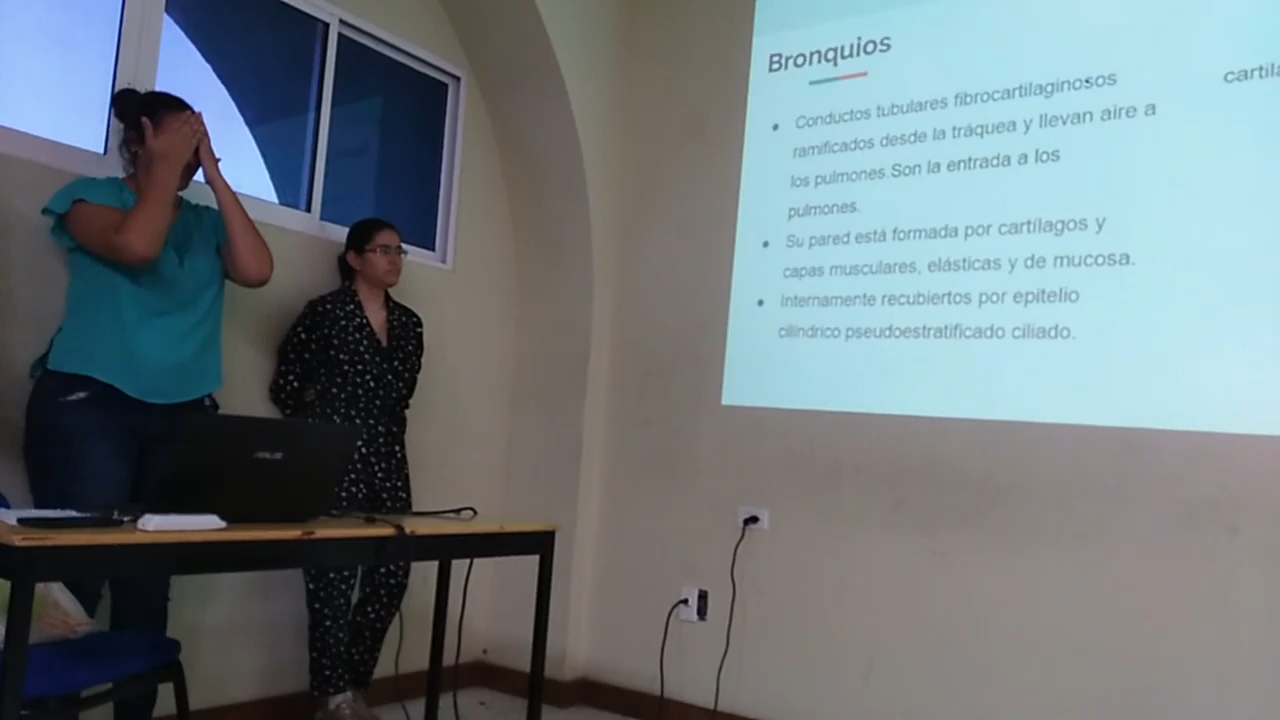 Bronquios
Conductos tubulares fibrocartilaginosos
ramificados desde la tráquea y llevan aire a
los pulmones.Son la entrada a los
pulmones.
Su pared está formada por cartílagos y
capas musculares, elásticas y de mucosa.
Internamente recubiertos por epitelio
cilíndrico pseudoestratificado ciliado.
ASUS